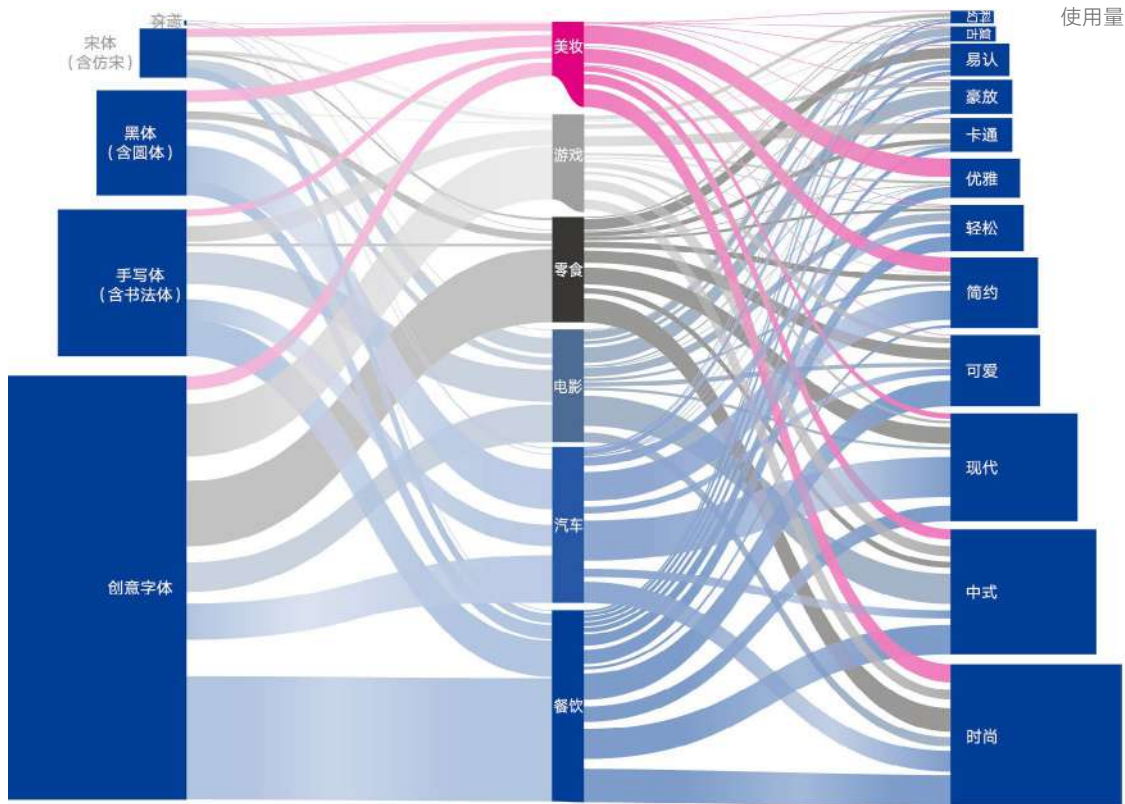 使用量
宋体
（含仿宋）
黑体
（含圆体）
手写体
（含书法体）
创意字体
美妆
游戏
零食
电影
汽车
餐饮
易认
豪放
卡通
优雅
轻松
简约
可爱
现代
中式
时尚